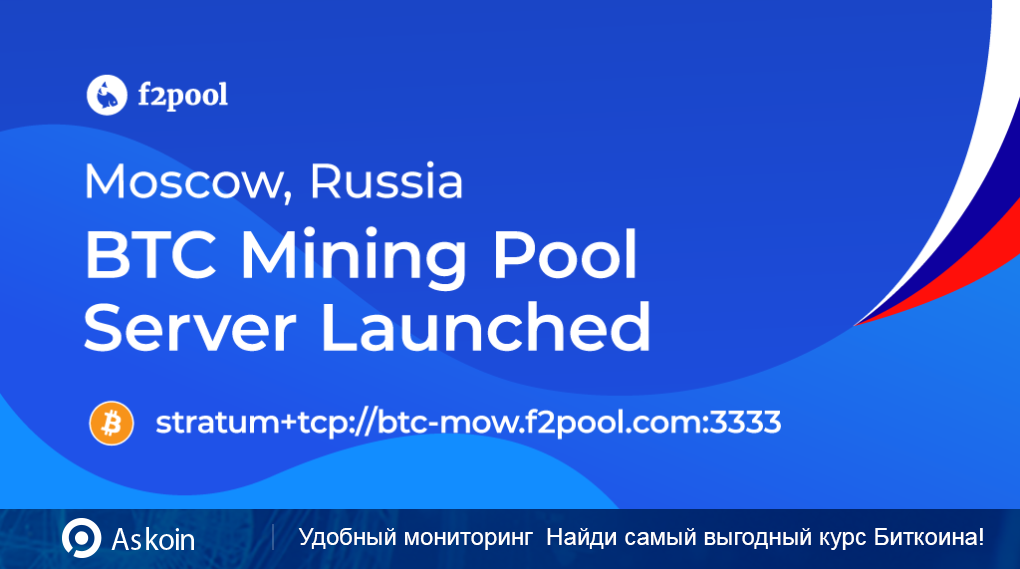 f2pool
Moscow, Russia
BTC Mining Pool
Server Launched
stratum+tcp://btc-mow.f2pool.com:3333
Askoin | Удобный мониторинг Найди самый выгодный курс Биткоина!